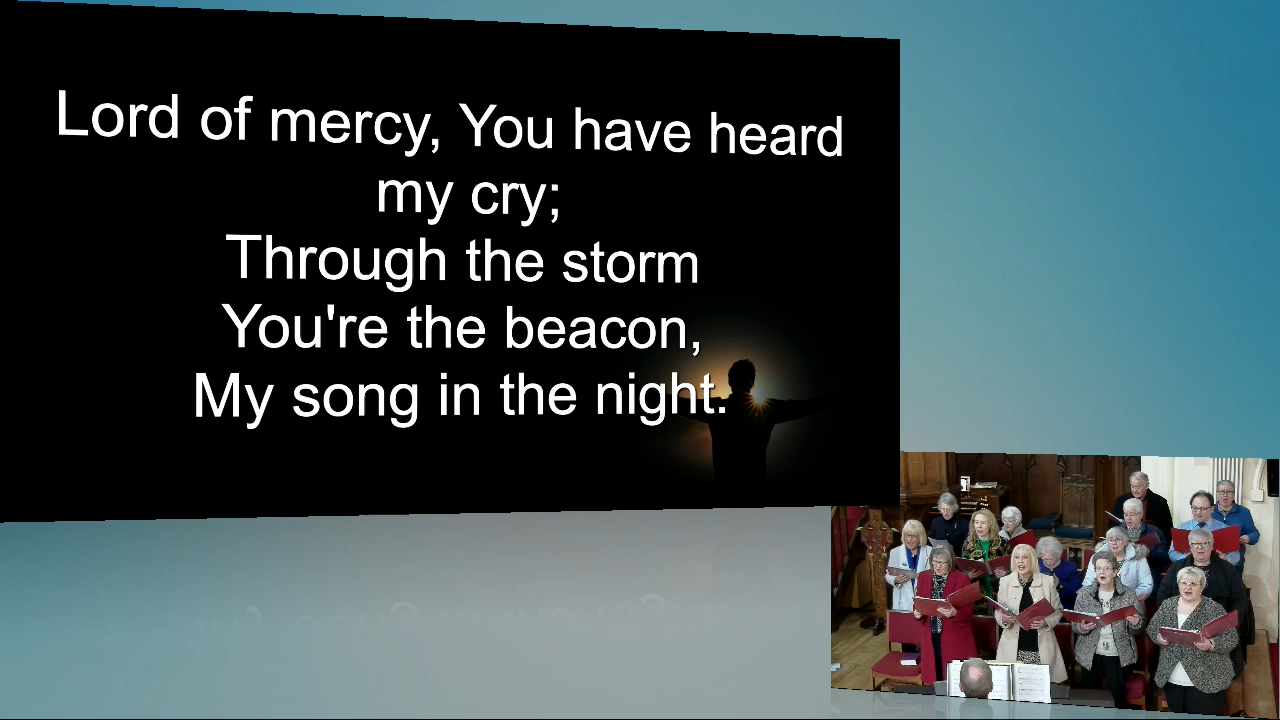 Lord of mercy, You have heard
my cry;
Through the storm
You're the beacon,
My song in the night.